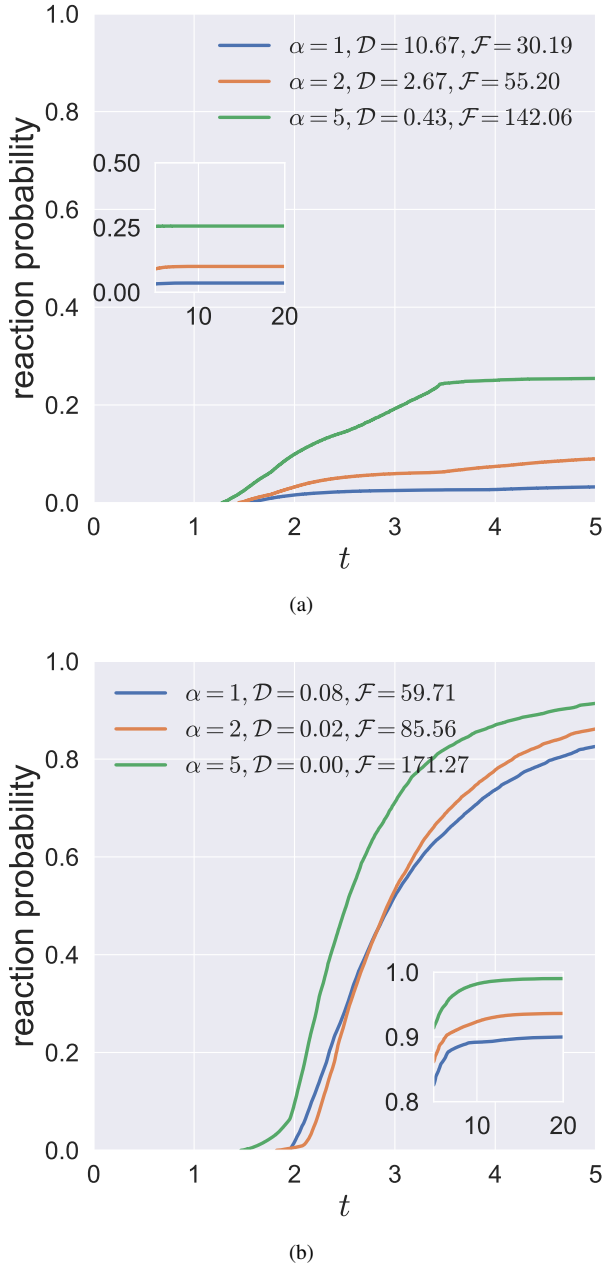 1.0
α = 1, 𝒟 = 10.67, ℱ = 30.19
α = 2, 𝒟 = 2.67, ℱ = 55.20
α = 5, 𝒟 = 0.43, ℱ = 142.06
0.8
0.6
0.4
0.2
0.0
reaction probability
0.50
0.25
0.00
10 20
0 1 2 3 4 5
t
(a)
1.0
α = 1, 𝒟 = 0.08, ℱ = 59.71
α = 2, 𝒟 = 0.02, ℱ = 85.56
α = 5, 𝒟 = 0.00, ℱ = 171.27
0.8
0.6
0.4
0.2
0.0
reaction probability
1.0
0.9
0.8
10 20
0 1 2 3 4 5
t
(b)